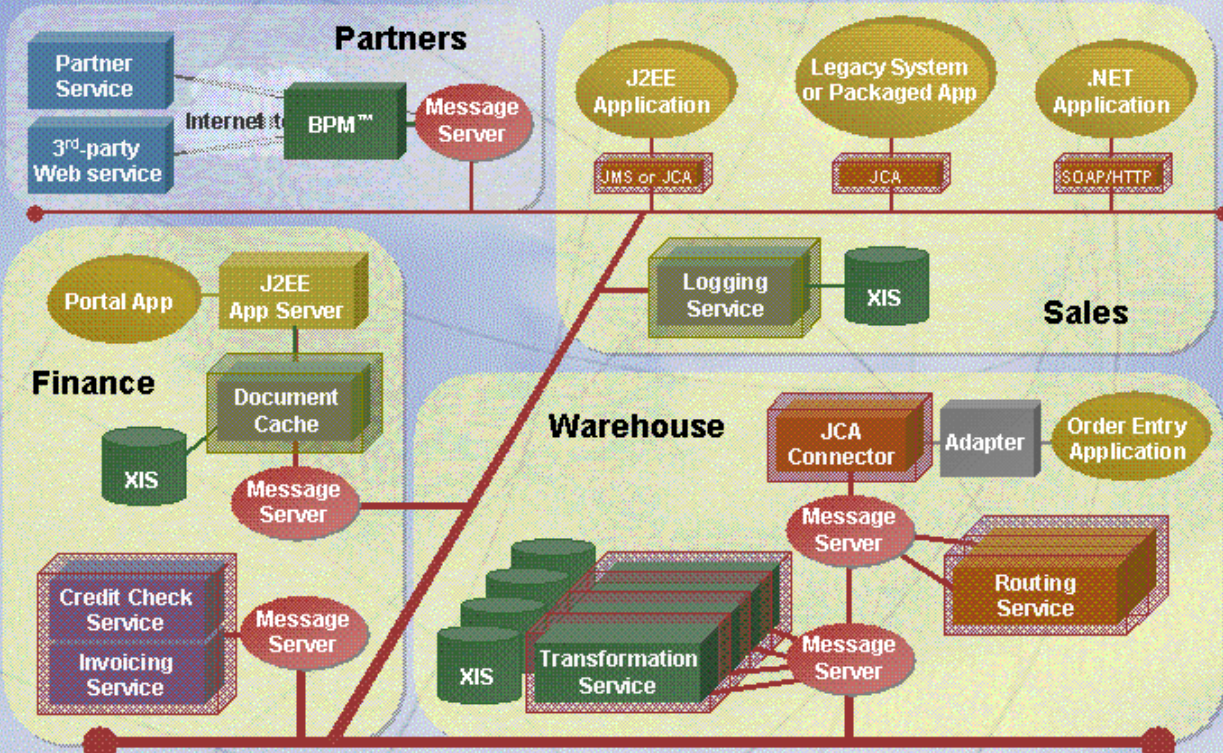 Partners
Partner
Service
3rd-party
Web service
BPM™
Message
Server
J2EE
Application
Legacy System
or Packaged App
.NET
Application
JMS or JCA
JCA
SOAP/HTTP
Logging
Service
XIS
Sales
Portal App
J2EE
App Server
Finance
Document
Cache
XIS
Message
Server
Credit Check
Service
Invoicing
Service
Message
Server
Warehouse
JCA
Connector
Adapter
Order Entry
Application
Message
Server
Routing
Service
XIS
Transformation
Service
Message
Server